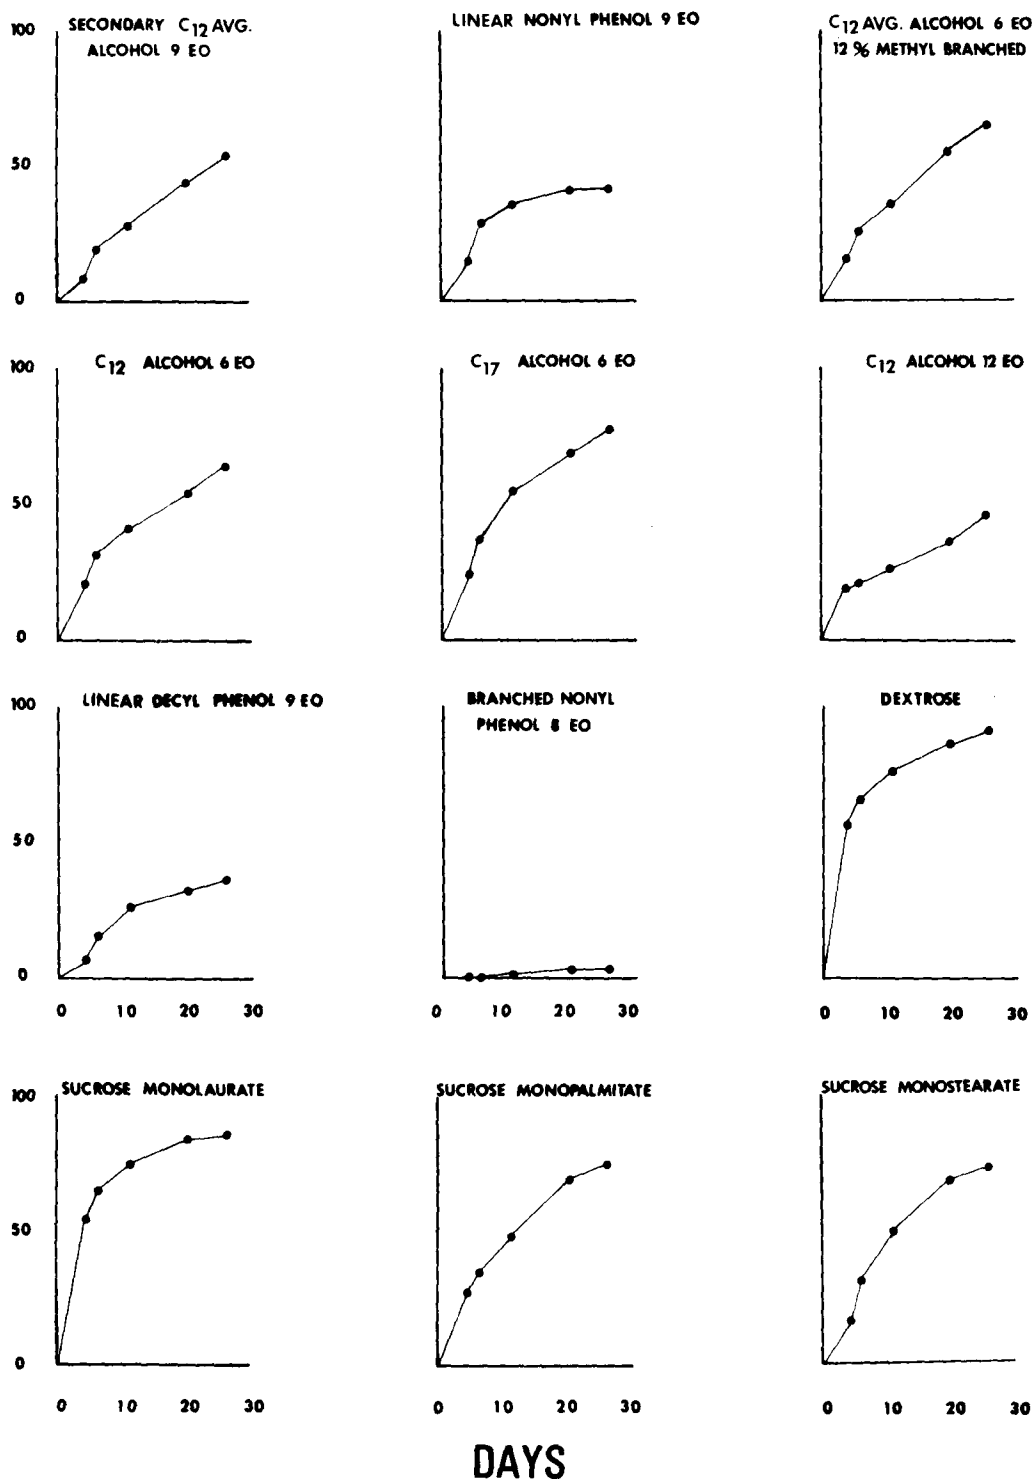 SECONDARY C12 AVG.
ALCOHOL 9 EO
LINEAR NONYL PHENOL 9 EO
C12 AVG. ALCOHOL 6 EO
12% METHYL BRANCHED
100
50
0
C12 ALCOHOL 6 EO
C17 ALCOHOL 6 EO
C12 ALCOHOL 12 EO
100
50
0
LINEAR DECYL PHENOL 9 EO
BRANCHED NONYL
PHENOL 8 EO
DEXTROSE
100
50
0
0 10 20 30
0 10 20 30
0 10 20 30
SUCROSE MONOLAURATE
SUCROSE MONOPALMITATE
SUCROSE MONOSTEARATE
100
50
0
0 10 20 30
0 10 20 30
0 10 20 30
DAYS